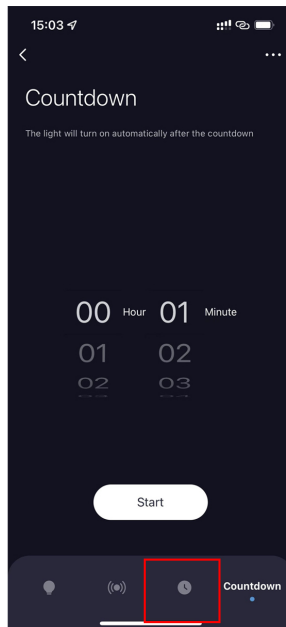 15:03
Countdown
The light will turn on automatically after the countdown
00 Hour 01 Minute
01 02
02 03
Start
Countdown